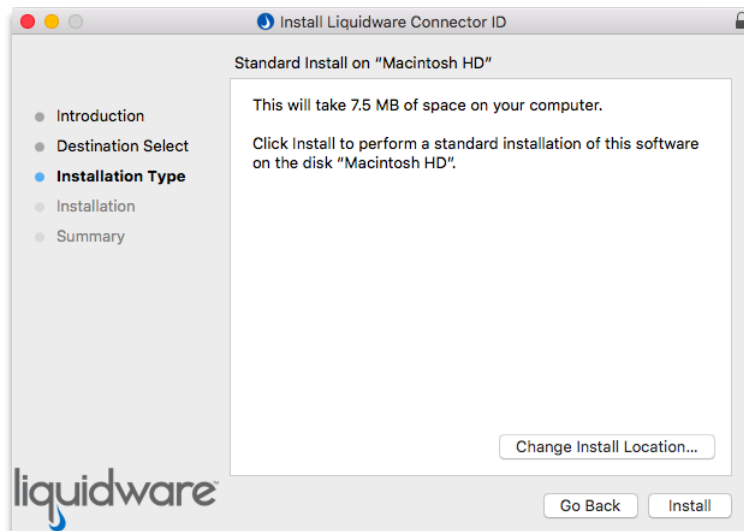 Install Liquidware Connector ID
Standard Install on “Macintosh HD”
Introduction
Destination Select
Installation Type
Installation
Summary
This will take 7.5 MB of space on your computer.
Click Install to perform a standard installation of this software
on the disk “Macintosh HD”.
Change Install Location...
liquidware
Go Back
Install